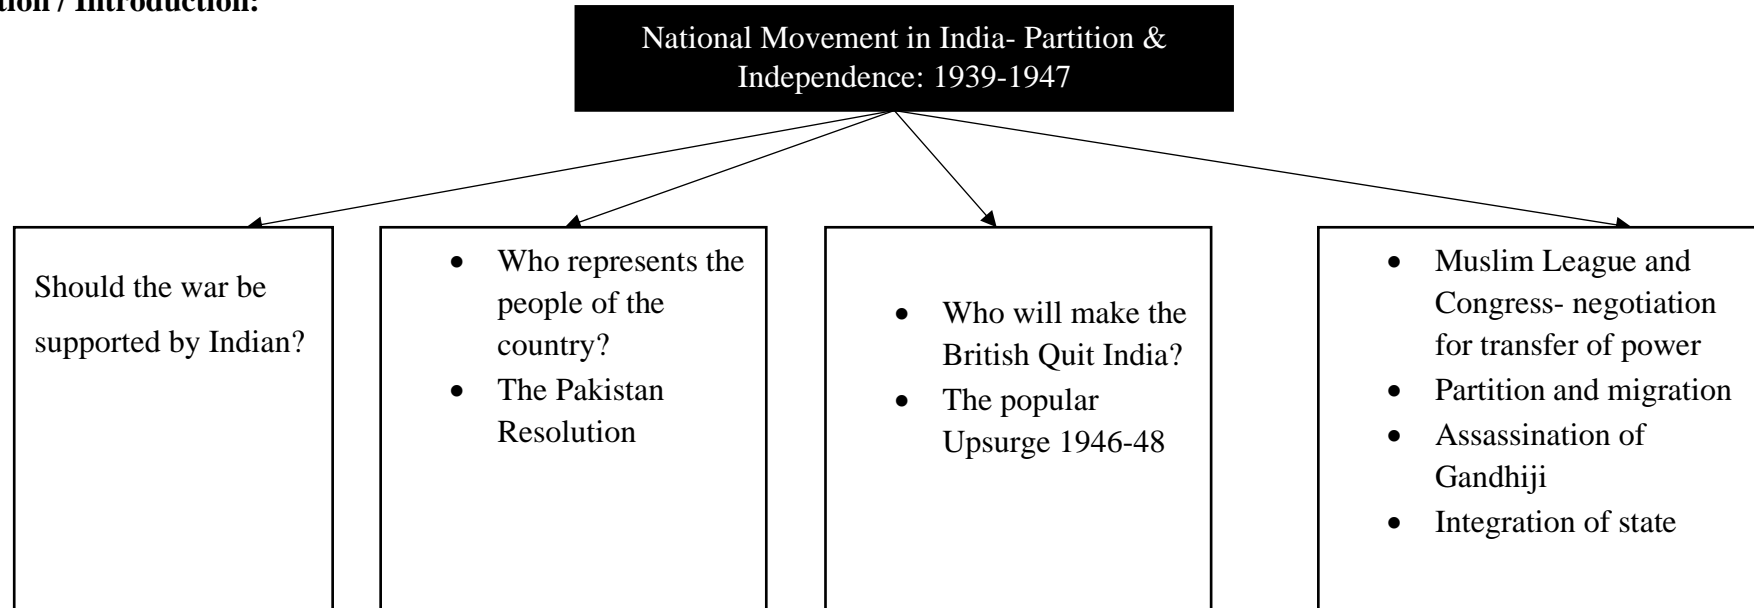 tion / Introduction:
National Movement in India- Partition &
Independence: 1939-1947
Should the war be
supported by Indian?
• Who represents the
people of the
country?
• The Pakistan
Resolution
• Who will make the
British Quit India?
• The popular
Upsurge 1946-48
• Muslim League and
Congress- negotiation
for transfer of power
• Partition and migration
• Assassination of
Gandhiji
• Integration of state